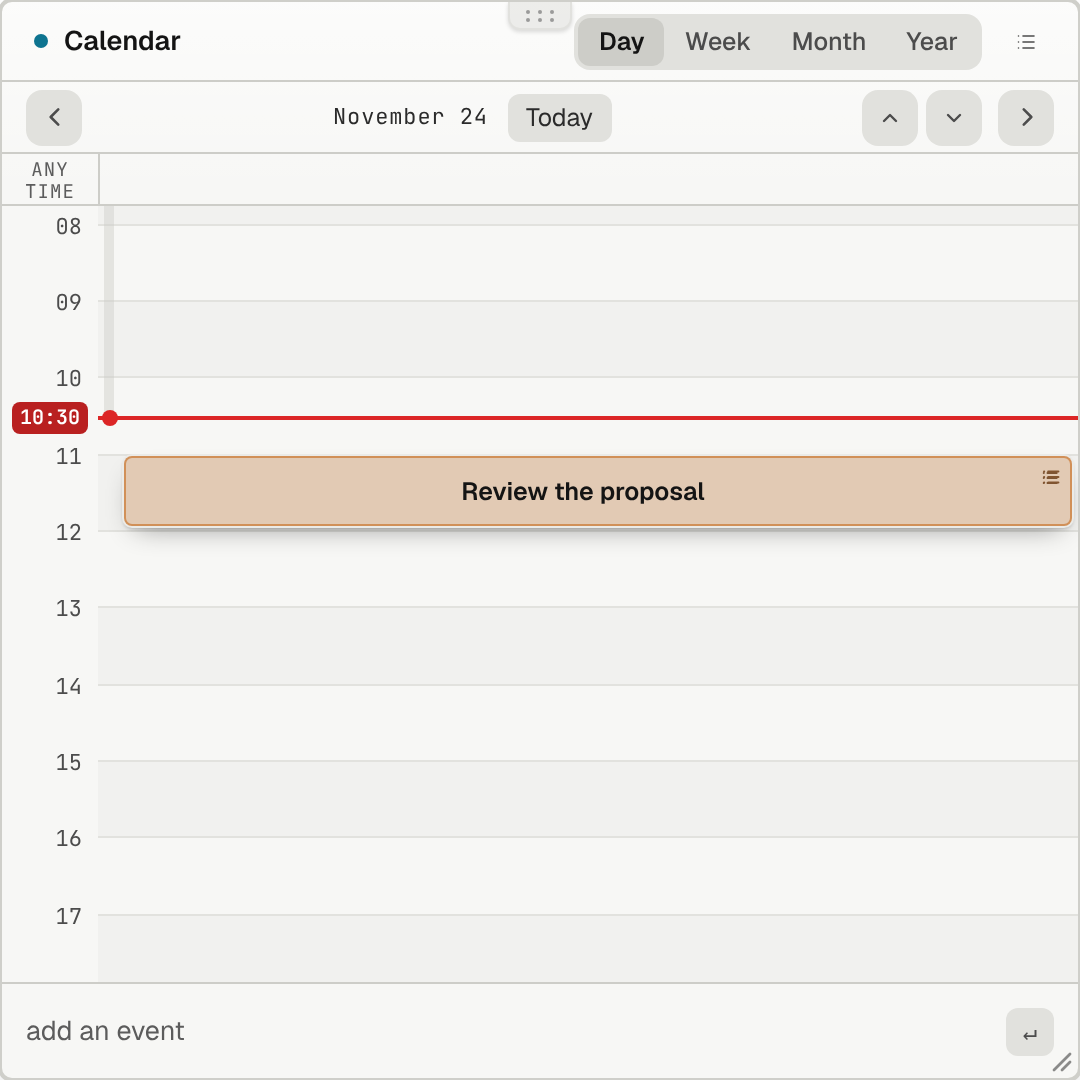 Calendar
Day Week Month Year
November 24 Today
ANY
TIME
08
09
10
10:30
11
Review the proposal
12
13
14
15
16
17
add an event